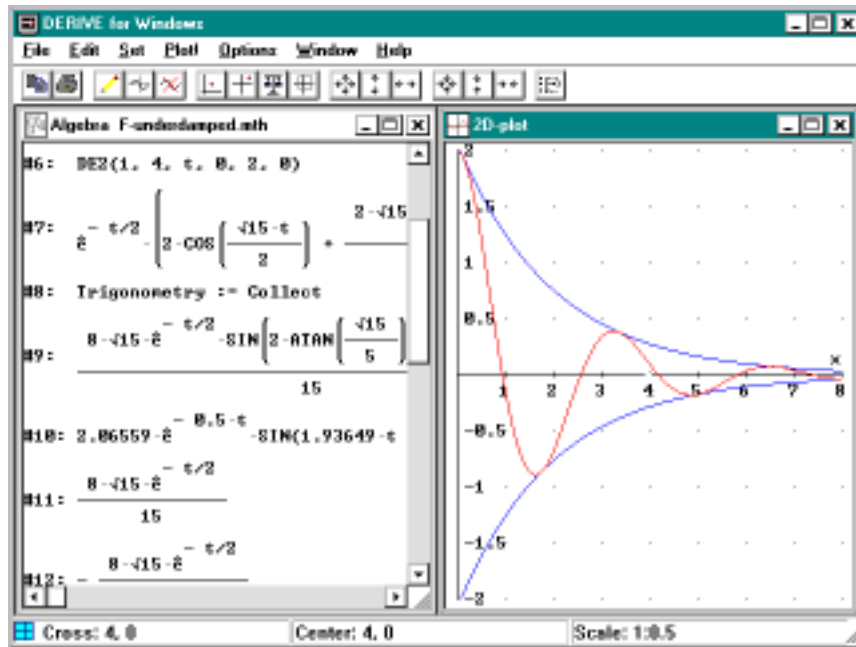 DERIVE for Windows
File Edit Set Plot! Options Window Help
Algebra F-underdamped.mth
#6: DE2(1, 4, t, 0, 2, 0)
#7: ê^(- t/2)·(2·COS(√15·t/2) + 2·√15
#8: Trigonometry := Collect
#9: 8·√15·ê^(- t/2)·SIN(2·ATAN(√15/5)
15
#10: 2.06559·ê^(- 0.5·t)·SIN(1.93649·t
#11: 8·√15·ê^(- t/2)
15
#12: - 8·√15·ê^(- t/2)
2D-plot
2
1.5
1
0.5
x
1 2 3 4 5 6 7 8
-0.5
-1
-1.5
-2
Cross: 4, 0 Center: 4, 0 Scale: 1:0.5